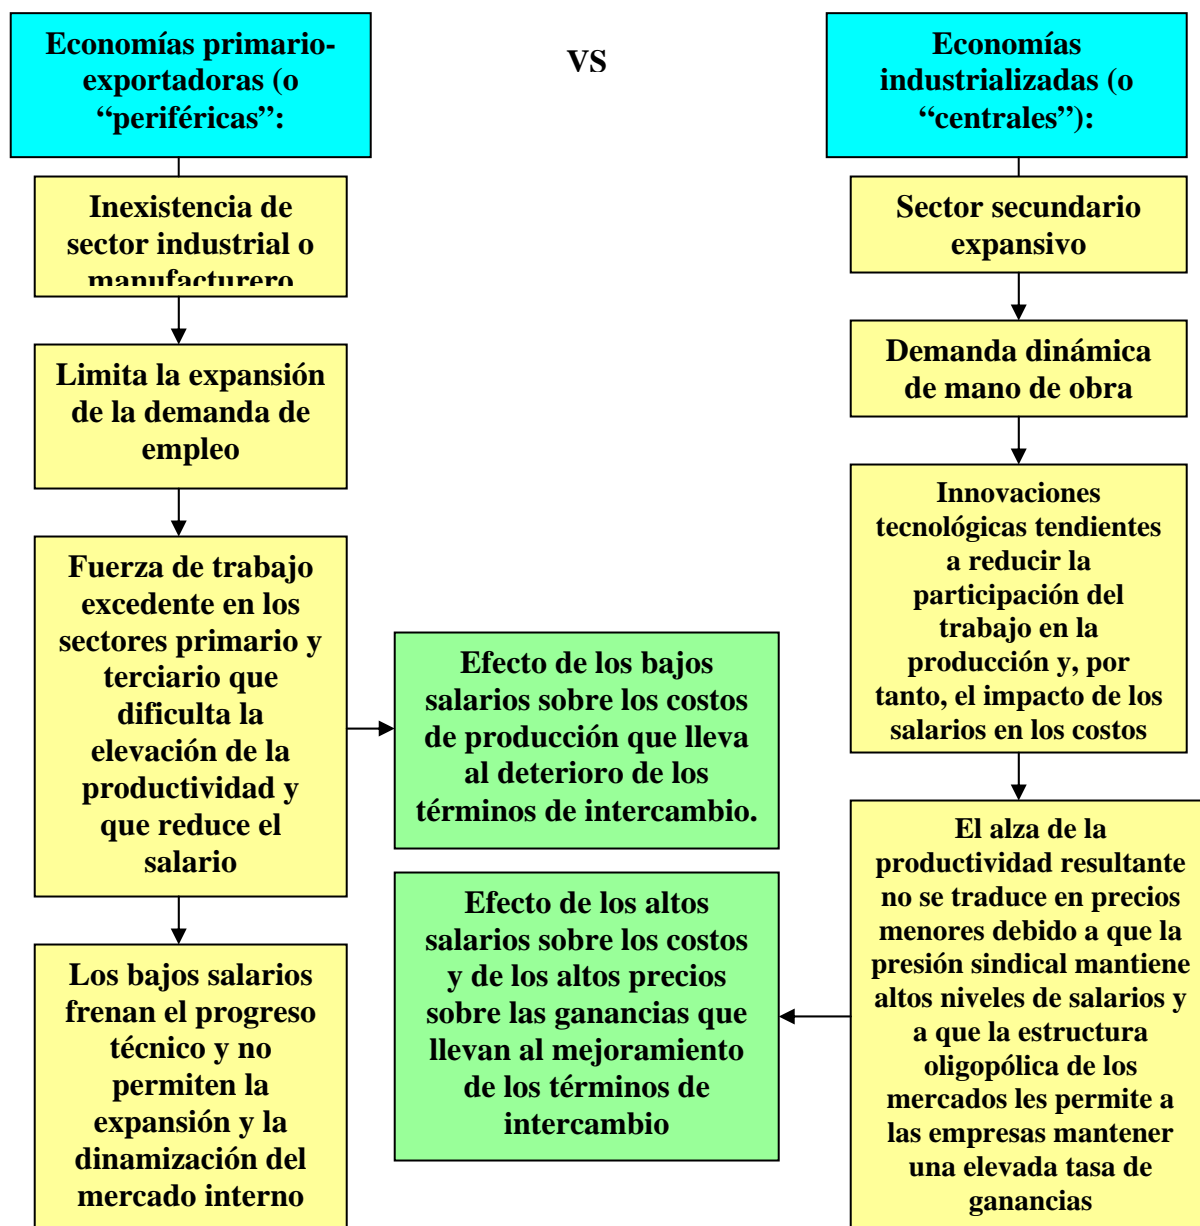 Economías primario-
exportadoras (o
“periféricas”:
VS
Economías
industrializadas (o
“centrales”):
Inexistencia de
sector industrial o
manufacturero
Limita la expansión
de la demanda de
empleo
Fuerza de trabajo
excedente en los
sectores primario y
terciario que
dificulta la
elevación de la
productividad y
que reduce el
salario
Los bajos salarios
frenan el progreso
técnico y no
permiten la
expansión y la
dinamización del
mercado interno
Efecto de los bajos
salarios sobre los costos
de producción que lleva
al deterioro de los
términos de intercambio.
Efecto de los altos
salarios sobre los costos
y de los altos precios
sobre las ganancias que
llevan al mejoramiento
de los términos de
intercambio
Sector secundario
expansivo
Demanda dinámica
de mano de obra
Innovaciones
tecnológicas tendientes
a reducir la
participación del
trabajo en la
producción y, por
tanto, el impacto de los
salarios en los costos
El alza de la
productividad resultante
no se traduce en precios
menores debido a que la
presión sindical mantiene
altos niveles de salarios y
a que la estructura
oligopólica de los
mercados les permite a
las empresas mantener
una elevada tasa de
ganancias